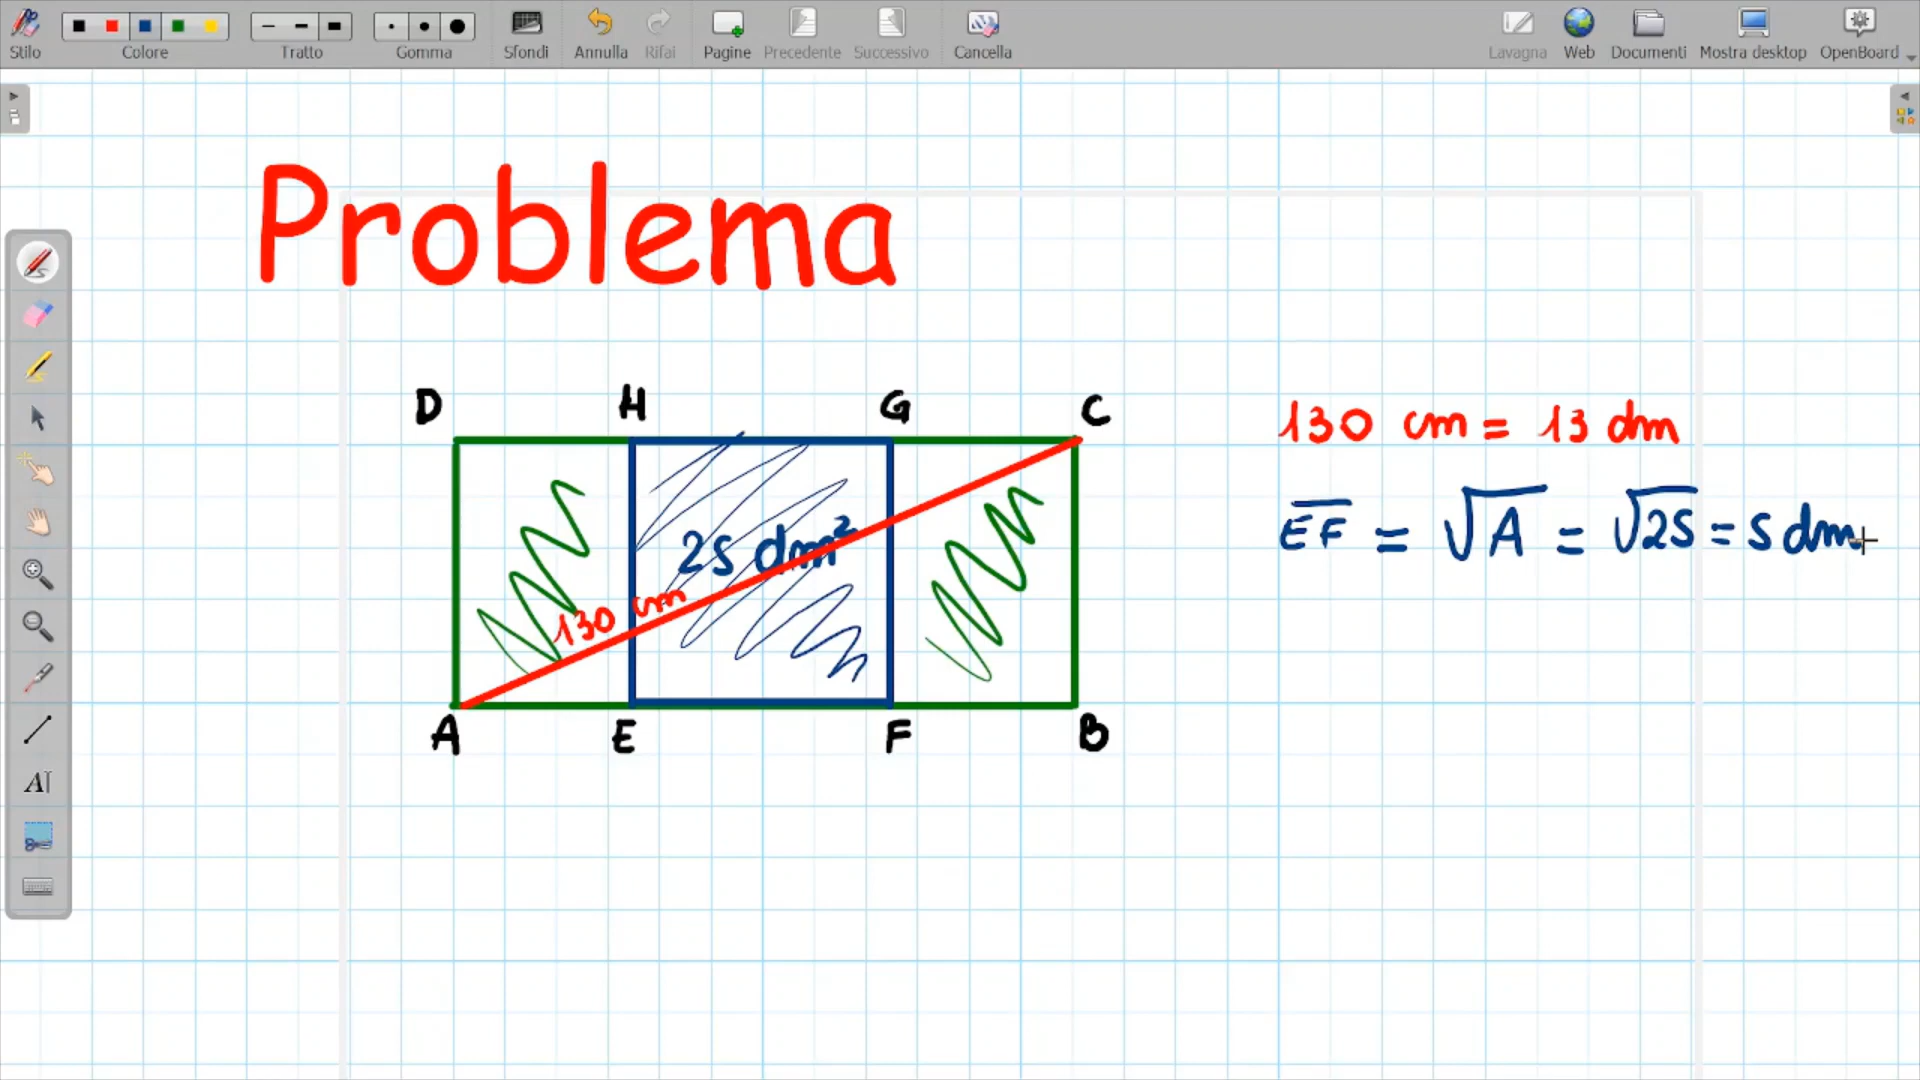 Stilo Colore Tratto Gomma Sfondi Annulla Rifai Pagine Precedente Successivo Cancella Lavagna Web Documenti Mostra desktop OpenBoard
Problema
D H G C
130 cm = 13 dm
EF = √A = √25 = 5 dm
25 dm²
130 cm
A E F B